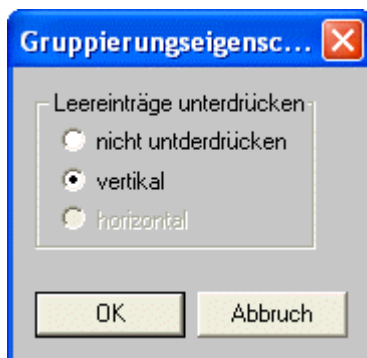 Gruppierungseigensc...
Leereinträge unterdrücken
nicht untderdrücken
vertikal
horizontal
OK
Abbruch